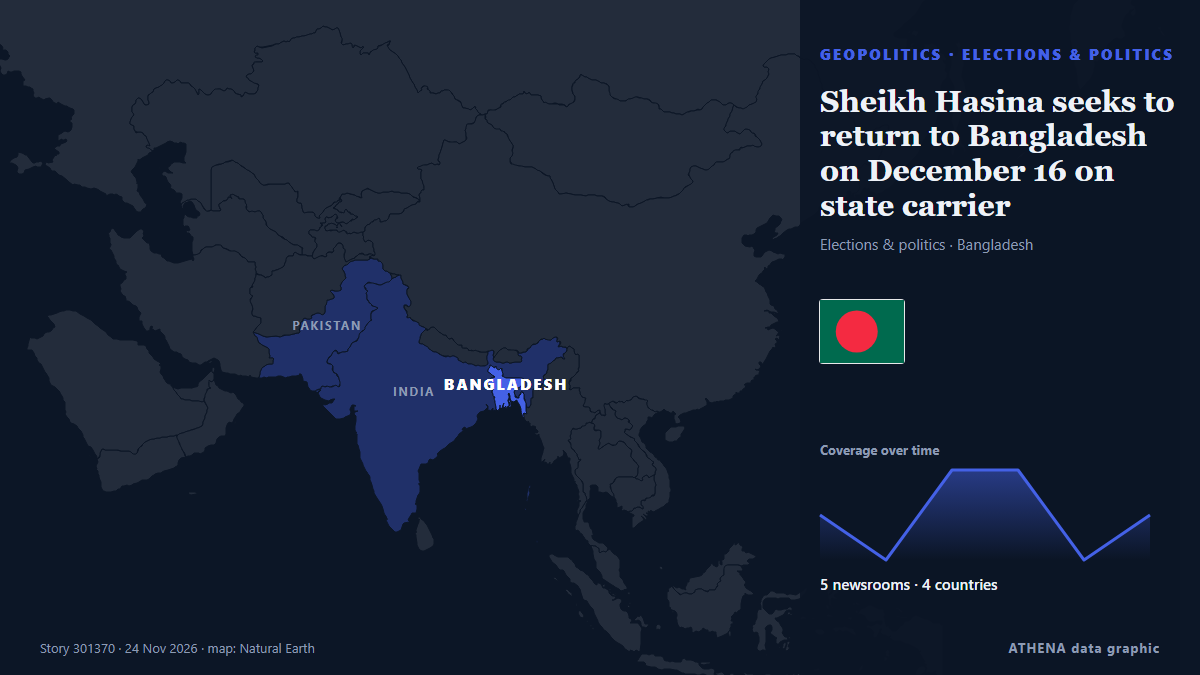 GEOPOLITICS · ELECTIONS & POLITICS
Sheikh Hasina seeks to
return to Bangladesh
on December 16 on
state carrier
Elections & politics · Bangladesh
PAKISTAN
INDIA
BANGLADESH
Coverage over time
5 newsrooms · 4 countries
Story 301370 · 24 Nov 2026 · map: Natural Earth
ATHENA data graphic